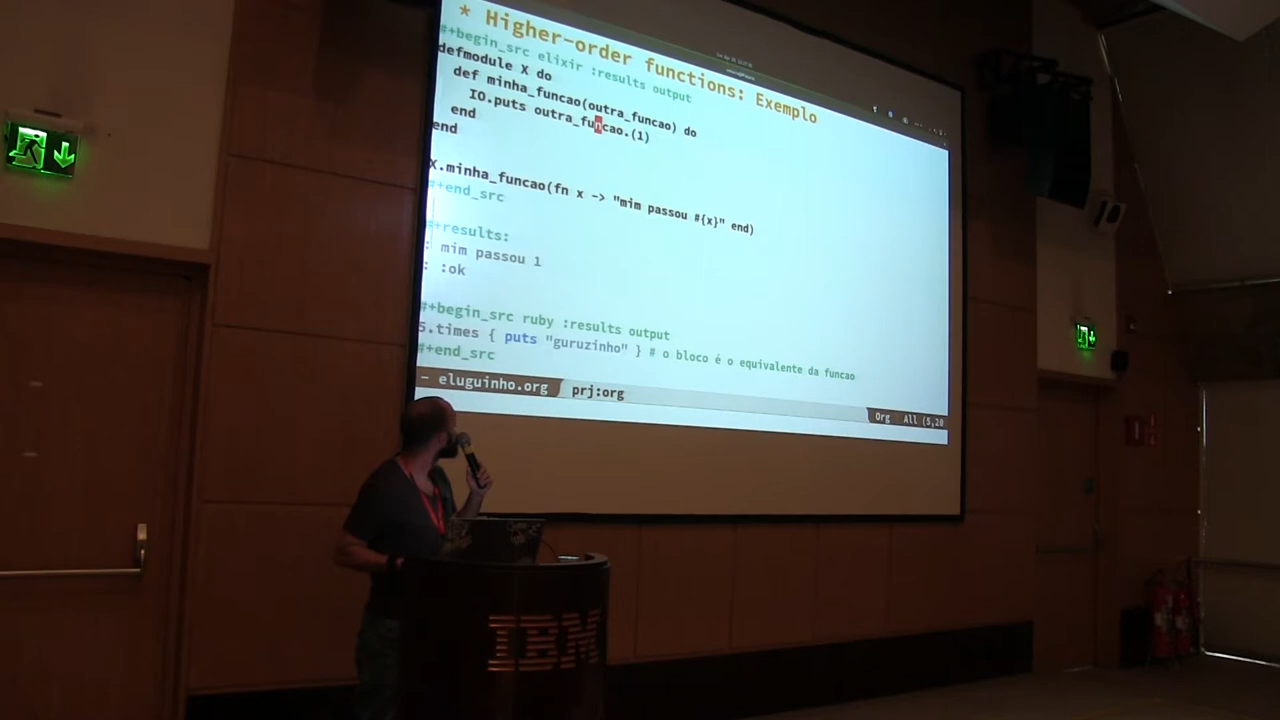 * Higher-order functions: Exemplo
#+begin_src elixir :results output
defmodule X do
def minha_funcao(outra_funcao) do
IO.puts outra_funcao.(1)
end
end
X.minha_funcao(fn x -> "mim passou #{x}" end)
#+end_src
#+results:
: mim passou 1
: :ok
#+begin_src ruby :results output
5.times { puts "guruzinho" } # o bloco é o equivalente da funcao
#+end_src
- eluguinho.org prj:org
Org All (5,20
IBM